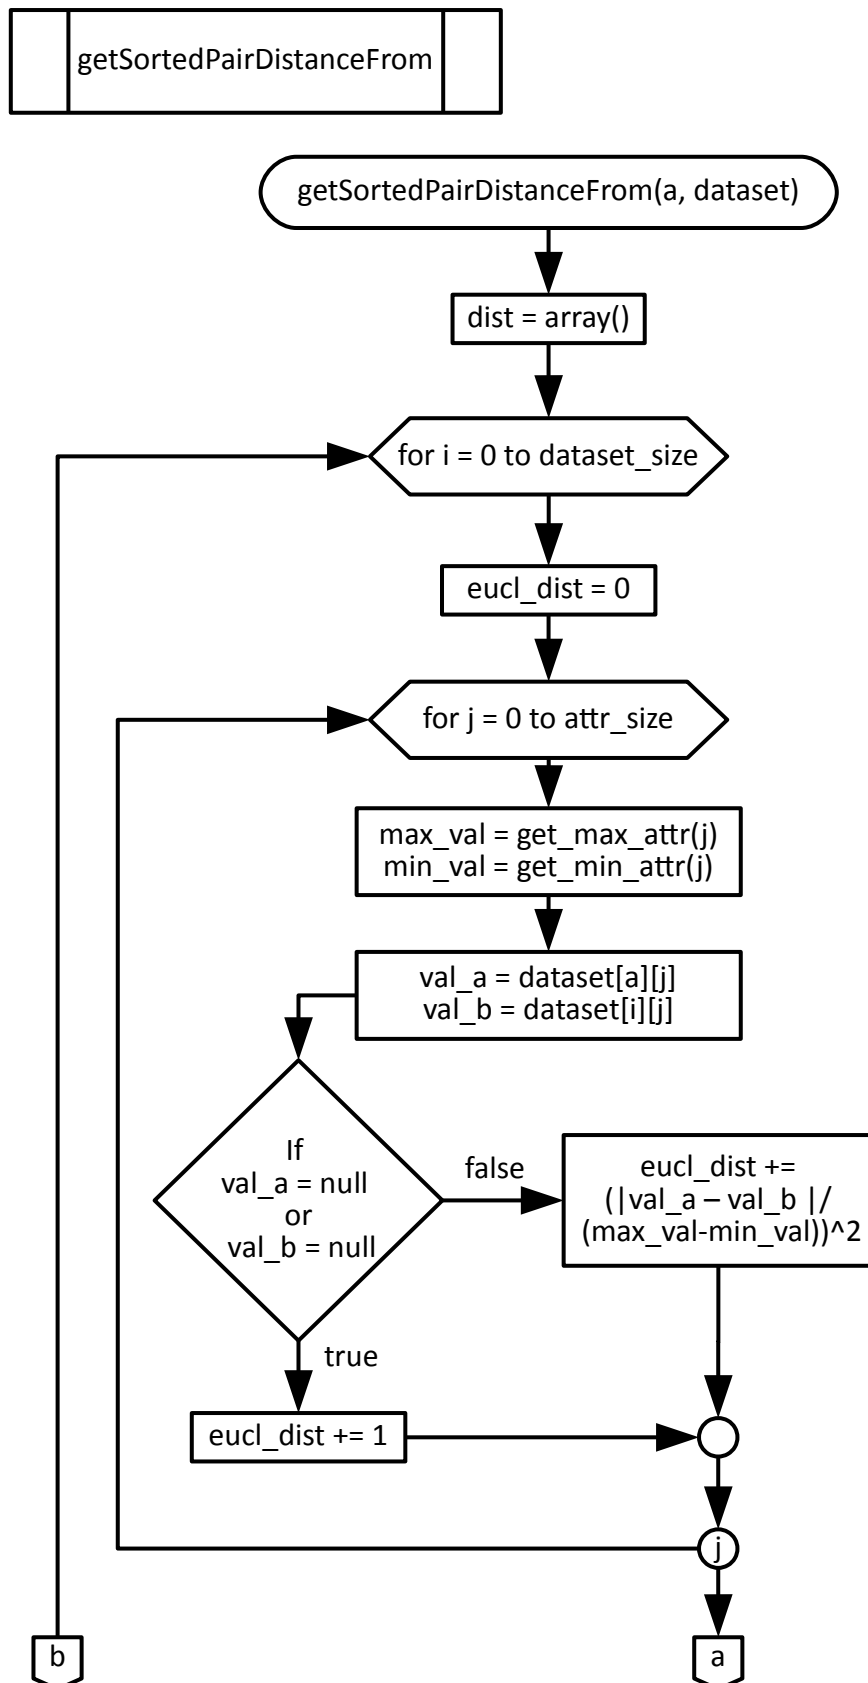 getSortedPairDistanceFrom
getSortedPairDistanceFrom(a, dataset)
dist = array()
for i = 0 to dataset_size
eucl_dist = 0
for j = 0 to attr_size
max_val = get_max_attr(j)
min_val = get_min_attr(j)
val_a = dataset[a][j]
val_b = dataset[i][j]
If
val_a = null
or
val_b = null
false
eucl_dist +=
(|val_a – val_b |/
(max_val-min_val))^2
true
eucl_dist += 1
j
b
a